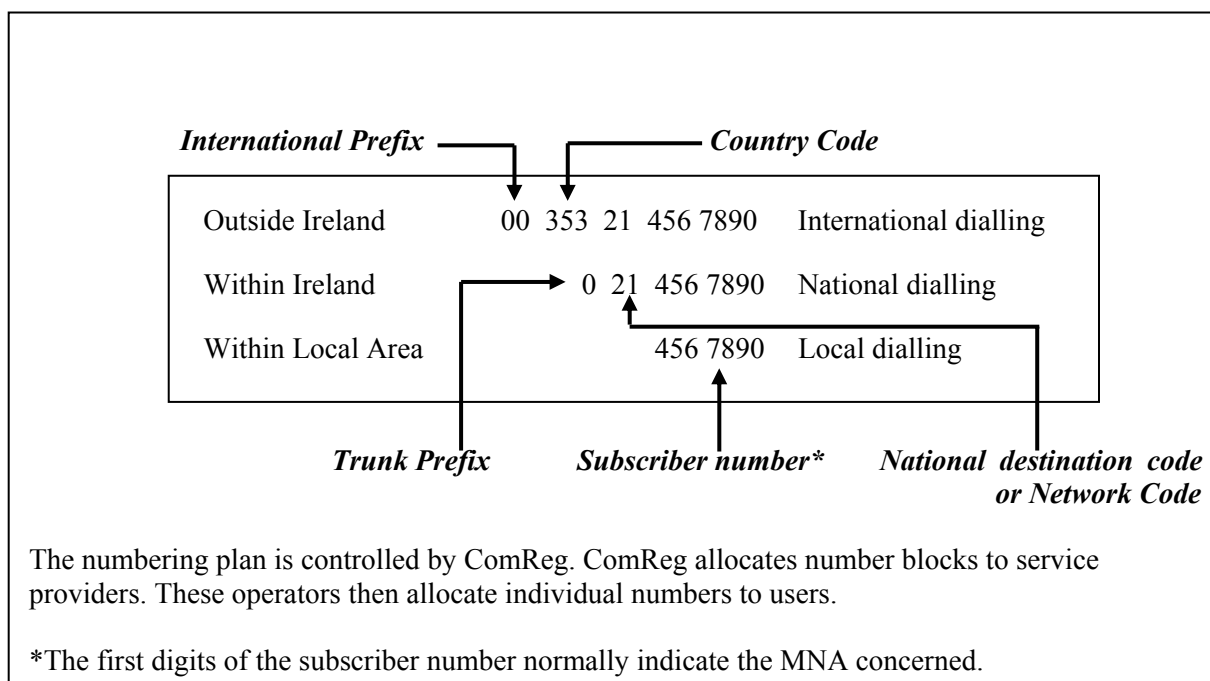 International Prefix Country Code
Outside Ireland 00 353 21 456 7890 International dialling
Within Ireland 0 21 456 7890 National dialling
Within Local Area 456 7890 Local dialling
Trunk Prefix Subscriber number* National destination code
or Network Code
The numbering plan is controlled by ComReg. ComReg allocates number blocks to service
providers. These operators then allocate individual numbers to users.
*The first digits of the subscriber number normally indicate the MNA concerned.